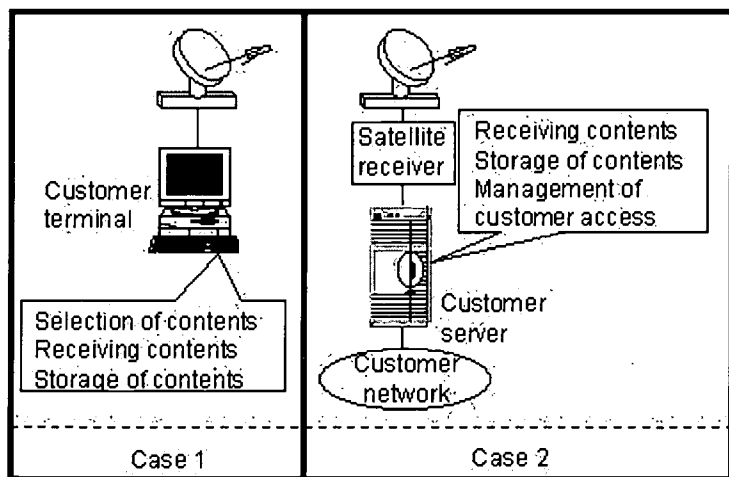 Customer
terminal
Selection of contents
Receiving contents
Storage of contents
Case 1
Satellite
receiver
Receiving contents
Storage of contents
Management of
customer access
Customer
server
Customer
network
Case 2